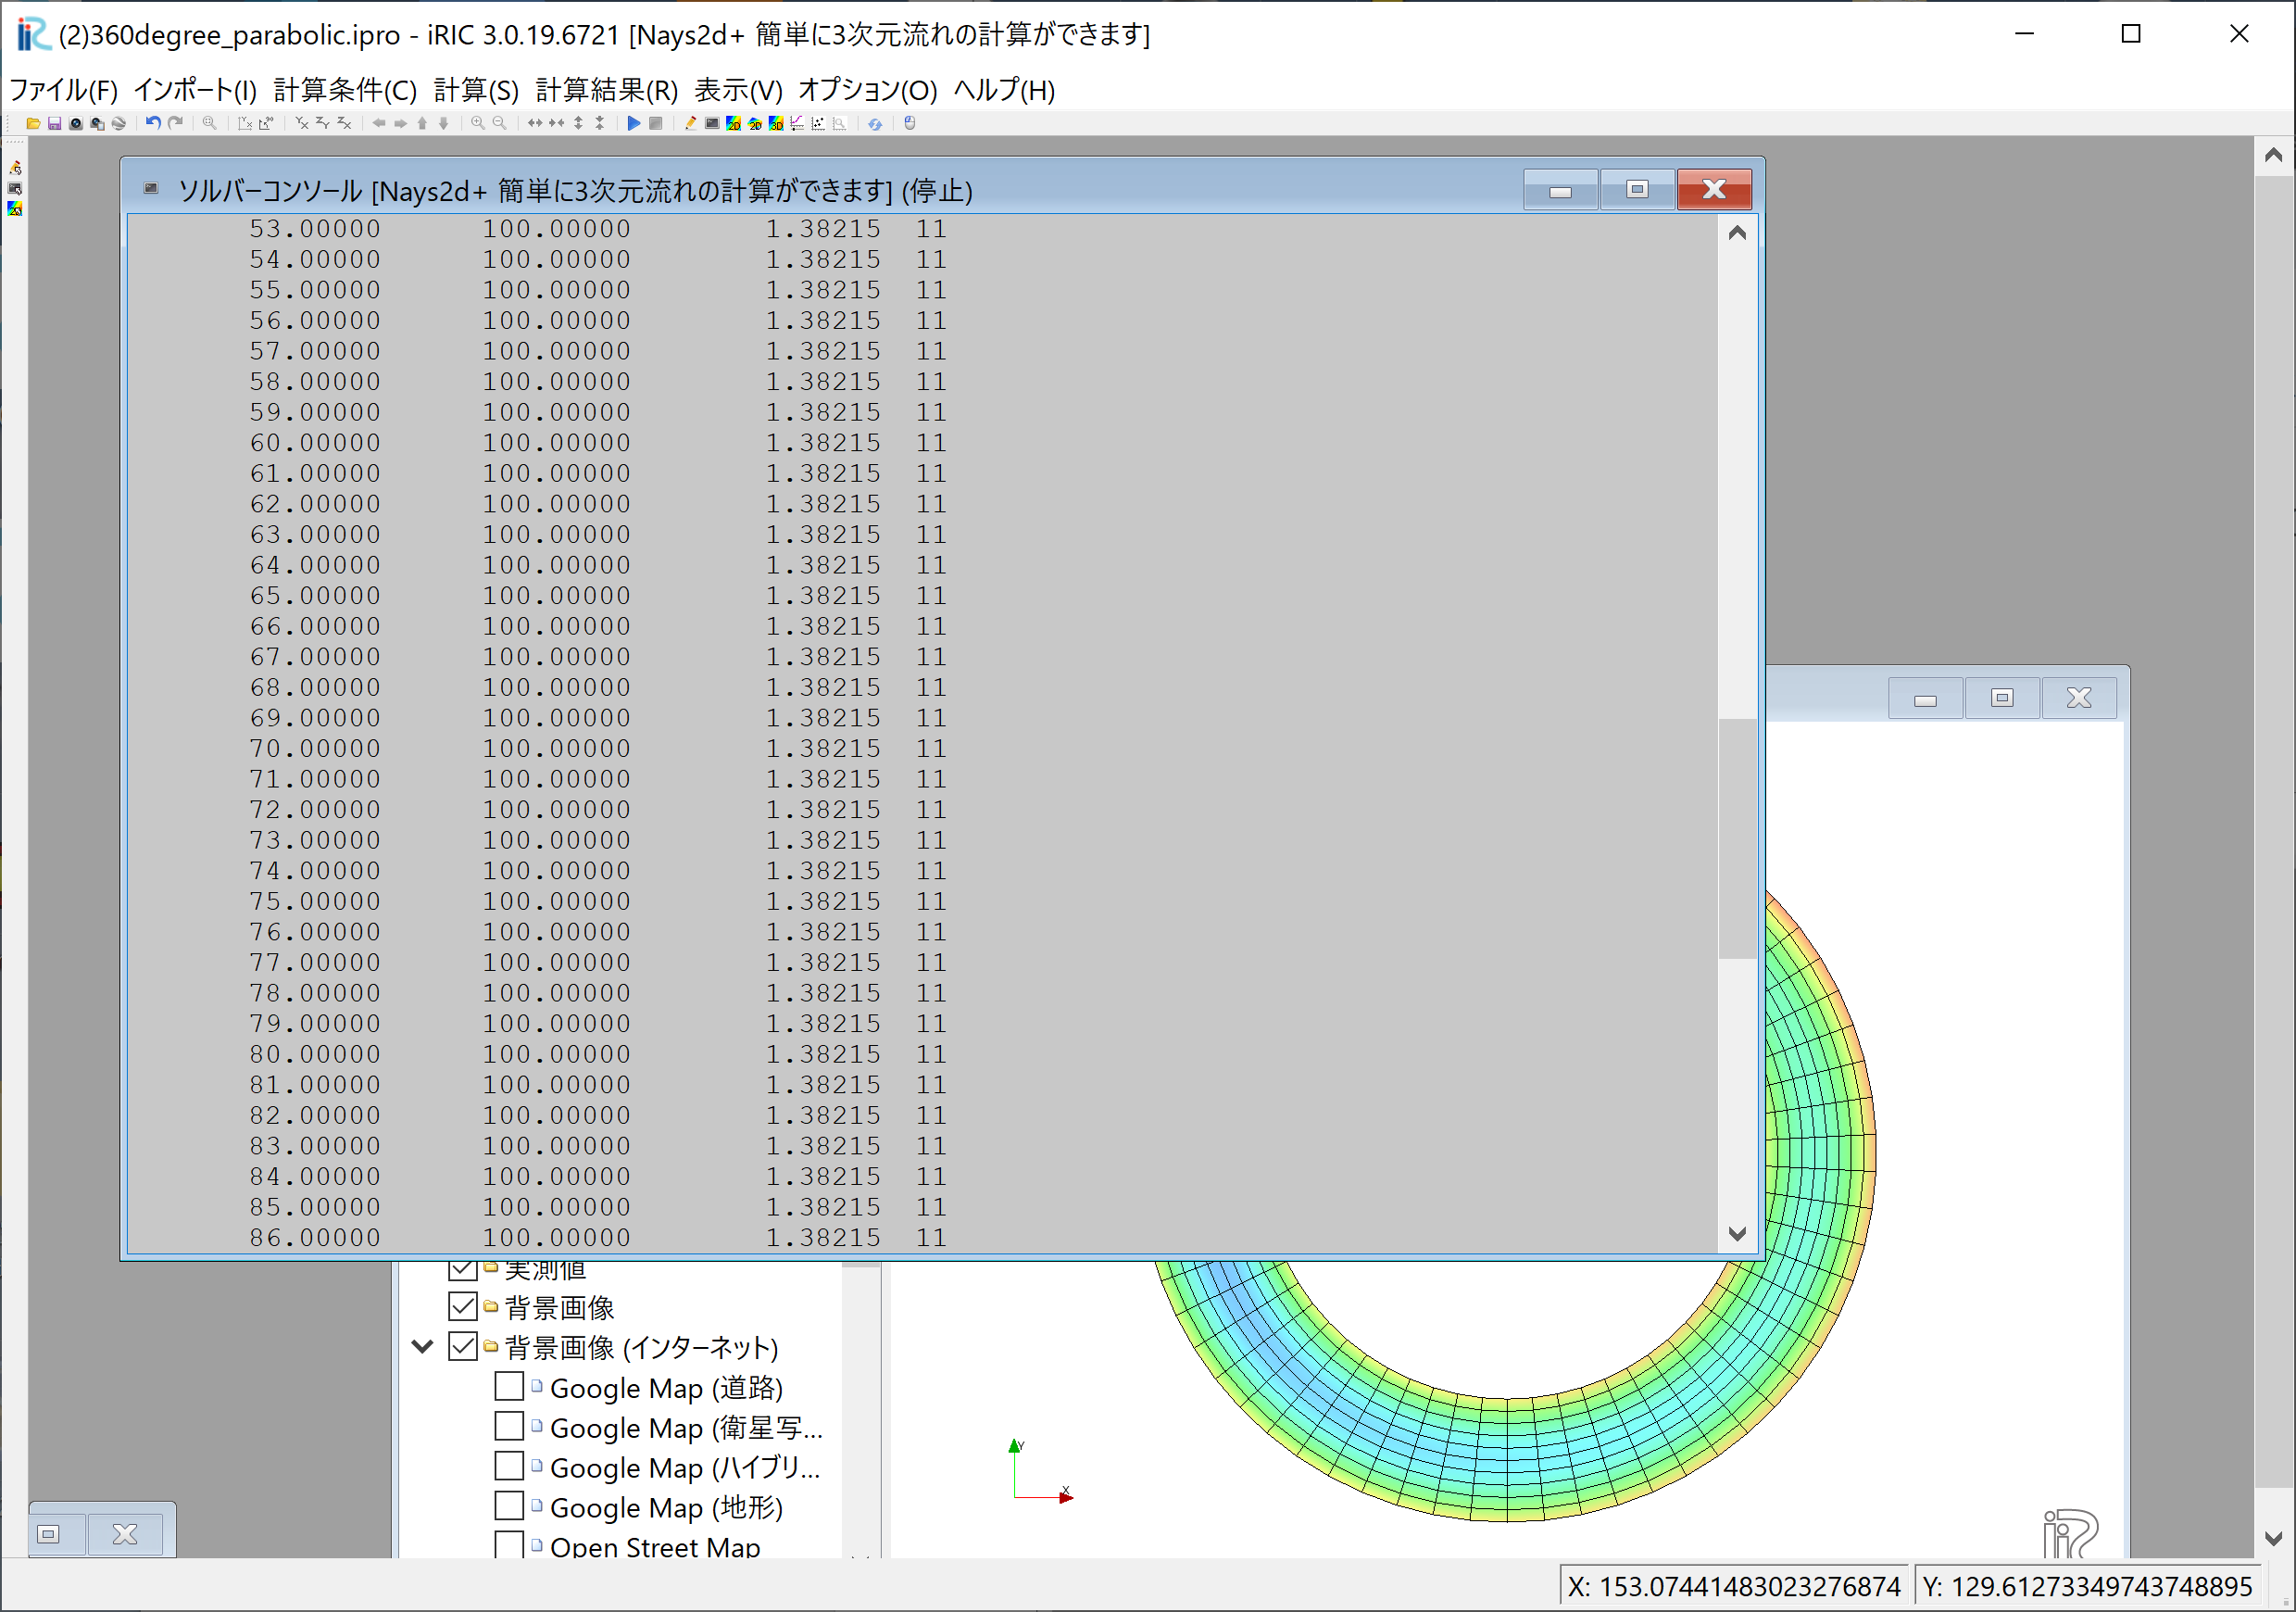 (2)360degree_parabolic.ipro - iRIC 3.0.19.6721 [Nays2d+ 簡単に3次元流れの計算ができます]
ファイル(F) インポート(I) 計算条件(C) 計算(S) 計算結果(R) 表示(V) オプション(O) ヘルプ(H)
ソルバーコンソール [Nays2d+ 簡単に3次元流れの計算ができます] (停止)
53.00000 100.00000 1.38215 11
54.00000 100.00000 1.38215 11
55.00000 100.00000 1.38215 11
56.00000 100.00000 1.38215 11
57.00000 100.00000 1.38215 11
58.00000 100.00000 1.38215 11
59.00000 100.00000 1.38215 11
60.00000 100.00000 1.38215 11
61.00000 100.00000 1.38215 11
62.00000 100.00000 1.38215 11
63.00000 100.00000 1.38215 11
64.00000 100.00000 1.38215 11
65.00000 100.00000 1.38215 11
66.00000 100.00000 1.38215 11
67.00000 100.00000 1.38215 11
68.00000 100.00000 1.38215 11
69.00000 100.00000 1.38215 11
70.00000 100.00000 1.38215 11
71.00000 100.00000 1.38215 11
72.00000 100.00000 1.38215 11
73.00000 100.00000 1.38215 11
74.00000 100.00000 1.38215 11
75.00000 100.00000 1.38215 11
76.00000 100.00000 1.38215 11
77.00000 100.00000 1.38215 11
78.00000 100.00000 1.38215 11
79.00000 100.00000 1.38215 11
80.00000 100.00000 1.38215 11
81.00000 100.00000 1.38215 11
82.00000 100.00000 1.38215 11
83.00000 100.00000 1.38215 11
84.00000 100.00000 1.38215 11
85.00000 100.00000 1.38215 11
86.00000 100.00000 1.38215 11
実測値
背景画像
背景画像 (インターネット)
Google Map (道路)
Google Map (衛星写...
Google Map (ハイブリ...
Google Map (地形)
Open Street Map
Y
X
X: 153.07441483023276874 Y: 129.61273349743748895